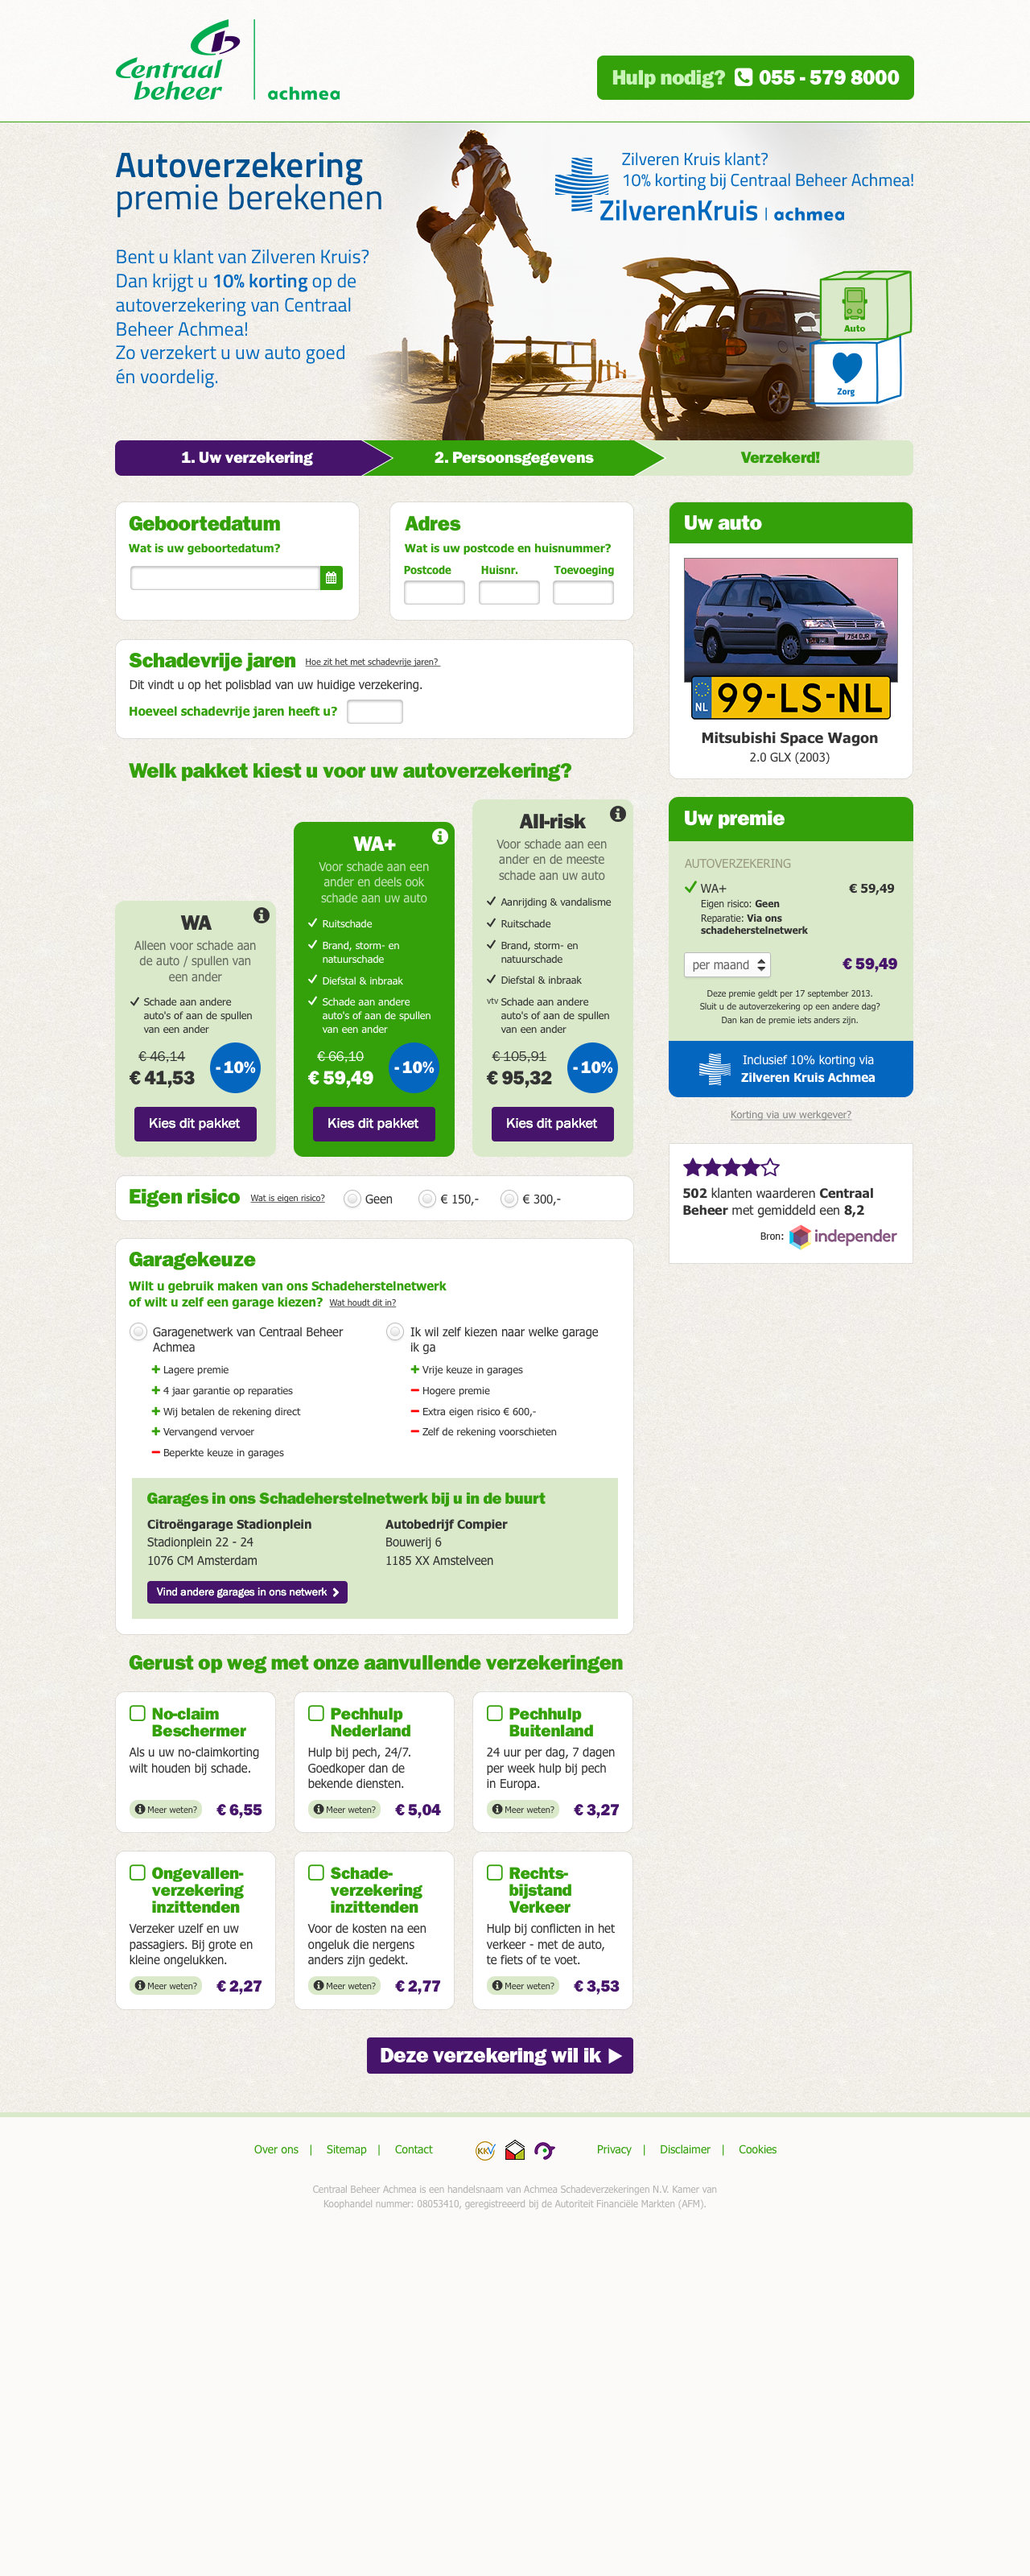 Centraal
beheer
achmea
Hulp nodig? 055 - 579 8000
Autoverzekering
premie berekenen
Bent u klant van Zilveren Kruis?
Dan krijgt u 10% korting op de
autoverzekering van Centraal
Beheer Achmea!
Zo verzekert u uw auto goed
én voordelig.
Zilveren Kruis klant?
10% korting bij Centraal Beheer Achmea!
ZilverenKruis | achmea
Auto
Zorg
1. Uw verzekering
2. Persoonsgegevens
Verzekerd!
Geboortedatum
Wat is uw geboortedatum?
Adres
Wat is uw postcode en huisnummer?
Postcode Huisnr. Toevoeging
Schadevrije jaren Hoe zit het met schadevrije jaren?
Dit vindt u op het polisblad van uw huidige verzekering.
Hoeveel schadevrije jaren heeft u?
Welk pakket kiest u voor uw autoverzekering?
WA
Alleen voor schade aan
de auto / spullen van
een ander
Schade aan andere
auto's of aan de spullen
van een ander
€ 46,14
€ 41,53
- 10%
Kies dit pakket
WA+
Voor schade aan een
ander en deels ook
schade aan uw auto
Ruitschade
Brand, storm- en
natuurschade
Diefstal & inbraak
Schade aan andere
auto's of aan de spullen
van een ander
€ 66,10
€ 59,49
- 10%
Kies dit pakket
All-risk
Voor schade aan een
ander en de meeste
schade aan uw auto
Aanrijding & vandalisme
Ruitschade
Brand, storm- en
natuurschade
Diefstal & inbraak
vtv Schade aan andere
auto's of aan de spullen
van een ander
€ 105,91
€ 95,32
- 10%
Kies dit pakket
Eigen risico Wat is eigen risico? Geen € 150,- € 300,-
Garagekeuze
Wilt u gebruik maken van ons Schadeherstelnetwerk
of wilt u zelf een garage kiezen? Wat houdt dit in?
Garagenetwerk van Centraal Beheer
Achmea
Lagere premie
4 jaar garantie op reparaties
Wij betalen de rekening direct
Vervangend vervoer
Beperkte keuze in garages
Ik wil zelf kiezen naar welke garage
ik ga
Vrije keuze in garages
Hogere premie
Extra eigen risico € 600,-
Zelf de rekening voorschieten
Garages in ons Schadeherstelnetwerk bij u in de buurt
Citroëngarage Stadionplein
Stadionplein 22 - 24
1076 CM Amsterdam
Autobedrijf Compier
Bouwerij 6
1185 XX Amstelveen
Vind andere garages in ons netwerk
Gerust op weg met onze aanvullende verzekeringen
No-claim
Beschermer
Als u uw no-claimkorting
wilt houden bij schade.
Meer weten? € 6,55
Pechhulp
Nederland
Hulp bij pech, 24/7.
Goedkoper dan de
bekende diensten.
Meer weten? € 5,04
Pechhulp
Buitenland
24 uur per dag, 7 dagen
per week hulp bij pech
in Europa.
Meer weten? € 3,27
Ongevallen-
verzekering
inzittenden
Verzeker uzelf en uw
passagiers. Bij grote en
kleine ongelukken.
Meer weten? € 2,27
Schade-
verzekering
inzittenden
Voor de kosten na een
ongeluk die nergens
anders zijn gedekt.
Meer weten? € 2,77
Rechts-
bijstand
Verkeer
Hulp bij conflicten in het
verkeer - met de auto,
te fiets of te voet.
Meer weten? € 3,53
Deze verzekering wil ik
Uw auto
L754 DJR
NL 99-LS-NL
Mitsubishi Space Wagon
2.0 GLX (2003)
Uw premie
AUTOVERZEKERING
WA+ € 59,49
Eigen risico: Geen
Reparatie: Via ons
schadeherstelnetwerk
per maand € 59,49
Deze premie geldt per 17 september 2013.
Sluit u de autoverzekering op een andere dag?
Dan kan de premie iets anders zijn.
Inclusief 10% korting via
Zilveren Kruis Achmea
Korting via uw werkgever?
502 klanten waarderen Centraal
Beheer met gemiddeld een 8,2
Bron: independer
Over ons | Sitemap | Contact KKV Privacy | Disclaimer | Cookies
Centraal Beheer Achmea is een handelsnaam van Achmea Schadeverzekeringen N.V. Kamer van
Koophandel nummer: 08053410, geregistreeerd bij de Autoriteit Financiële Markten (AFM).